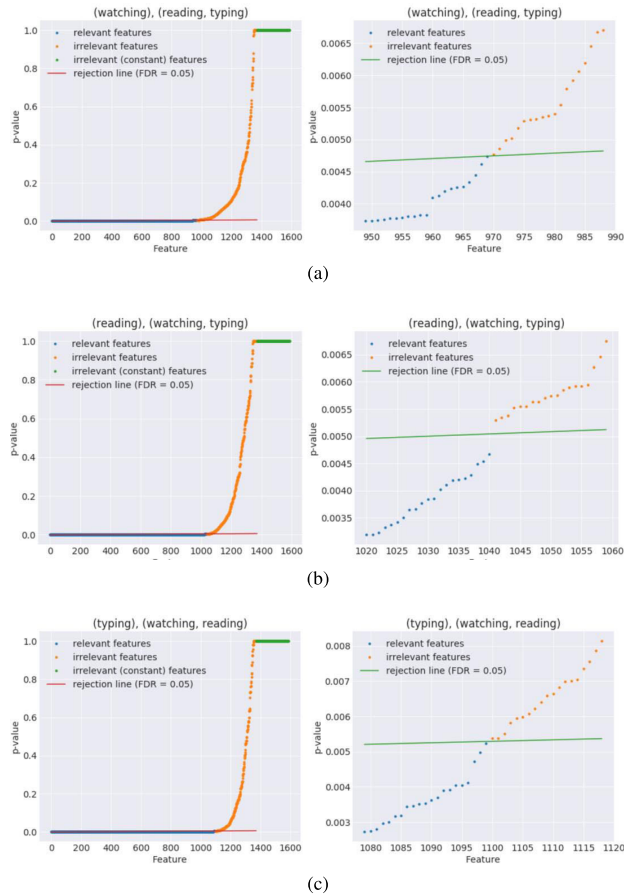 (watching), (reading, typing)
relevant features
irrelevant features
irrelevant (constant) features
rejection line (FDR = 0.05)
1.0
0.8
0.6
0.4
0.2
0.0
p-value
0 200 400 600 800 1000 1200 1400 1600
Feature
(watching), (reading, typing)
relevant features
irrelevant features
rejection line (FDR = 0.05)
0.0065
0.0060
0.0055
0.0050
0.0045
0.0040
p-value
950 955 960 965 970 975 980 985 990
Feature
(a)
(reading), (watching, typing)
relevant features
irrelevant features
irrelevant (constant) features
rejection line (FDR = 0.05)
1.0
0.8
0.6
0.4
0.2
0.0
p-value
0 200 400 600 800 1000 1200 1400 1600
(reading), (watching, typing)
relevant features
irrelevant features
rejection line (FDR = 0.05)
0.0065
0.0060
0.0055
0.0050
0.0045
0.0040
0.0035
p-value
1020 1025 1030 1035 1040 1045 1050 1055 1060
(b)
(typing), (watching, reading)
relevant features
irrelevant features
irrelevant (constant) features
rejection line (FDR = 0.05)
1.0
0.8
0.6
0.4
0.2
0.0
p-value
0 200 400 600 800 1000 1200 1400 1600
Feature
(typing), (watching, reading)
relevant features
irrelevant features
rejection line (FDR = 0.05)
0.008
0.007
0.006
0.005
0.004
0.003
p-value
1080 1085 1090 1095 1100 1105 1110 1115 1120
Feature
(c)